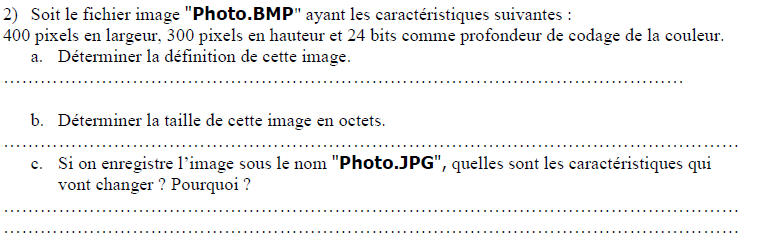 2) Soit le fichier image "Photo.BMP" ayant les caractéristiques suivantes :
400 pixels en largeur, 300 pixels en hauteur et 24 bits comme profondeur de codage de la couleur.
a. Déterminer la définition de cette image.
………………………………………………………………………………………………
b. Déterminer la taille de cette image en octets.
………………………………………………………………………………………………………
c. Si on enregistre l’image sous le nom "Photo.JPG", quelles sont les caractéristiques qui
vont changer ? Pourquoi ?
………………………………………………………………………………………………………
………………………………………………………………………………………………………